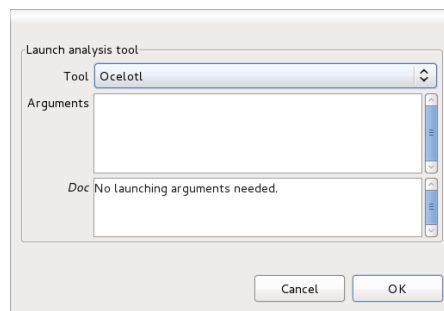 Launch analysis tool
Tool Ocelotl
Arguments
Doc No launching arguments needed.
Cancel OK